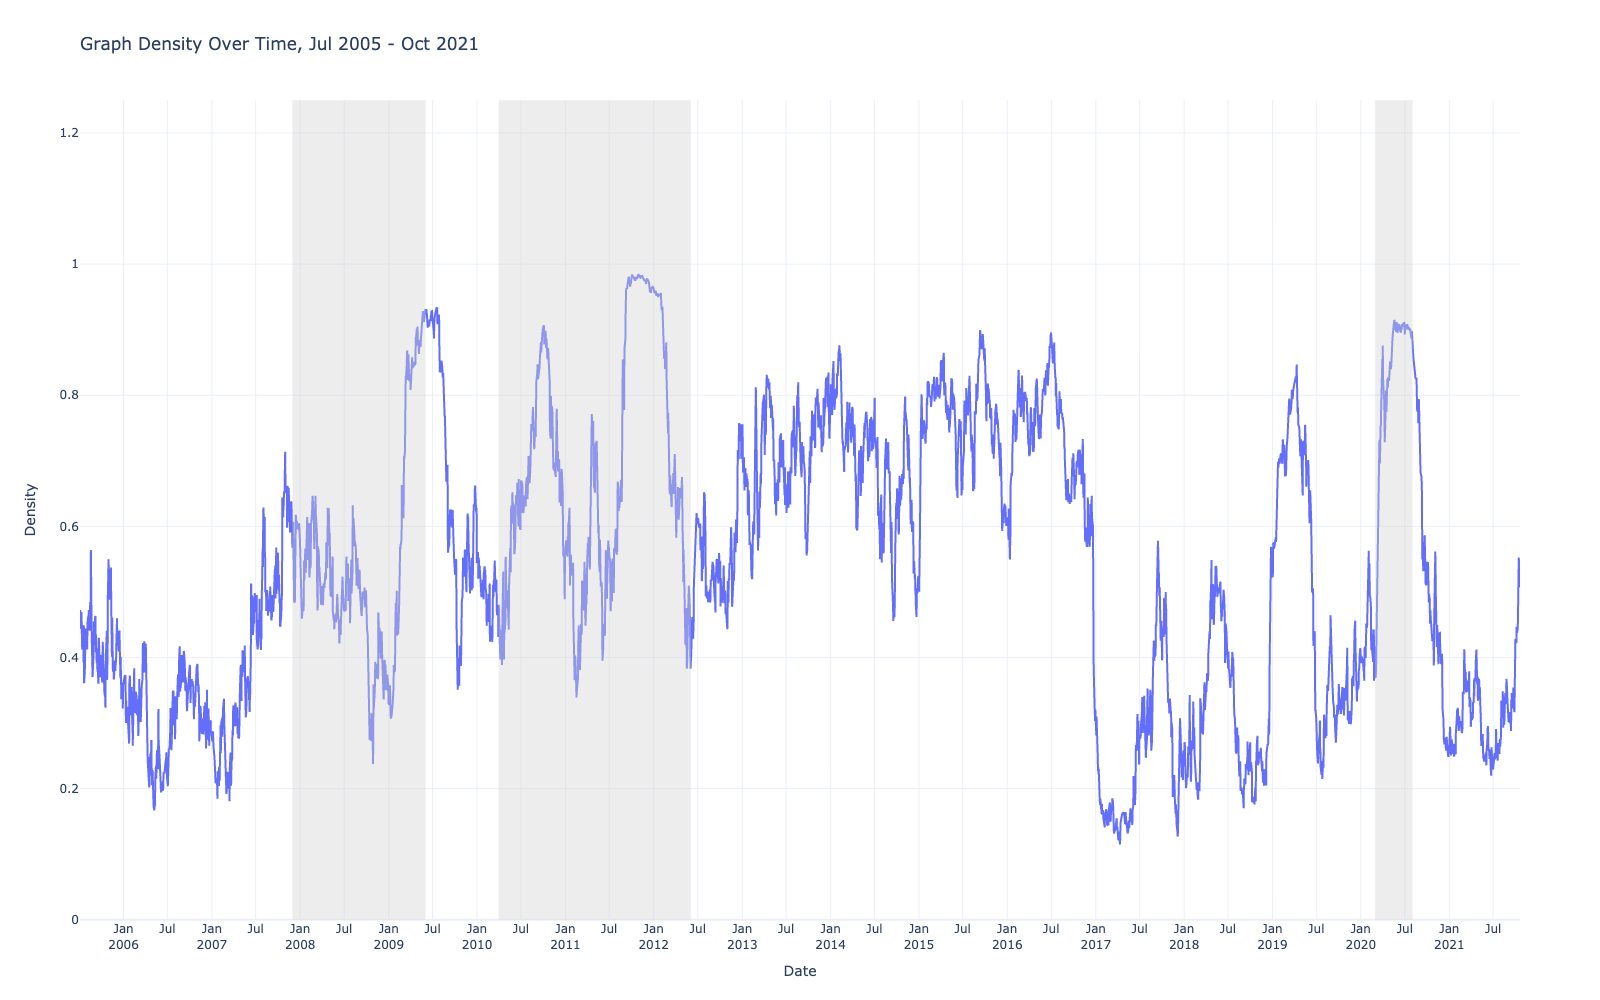 Graph Density Over Time, Jul 2005 - Oct 2021
1.2
1
0.8
0.6
0.4
0.2
0
Density
Jan Jul Jan Jul Jan Jul Jan Jul Jan Jul Jan Jul Jan Jul Jan Jul Jan Jul Jan Jul Jan Jul Jan Jul Jan Jul Jan Jul Jan Jul Jan Jul
2006 2007 2008 2009 2010 2011 2012 2013 2014 2015 2016 2017 2018 2019 2020 2021
Date